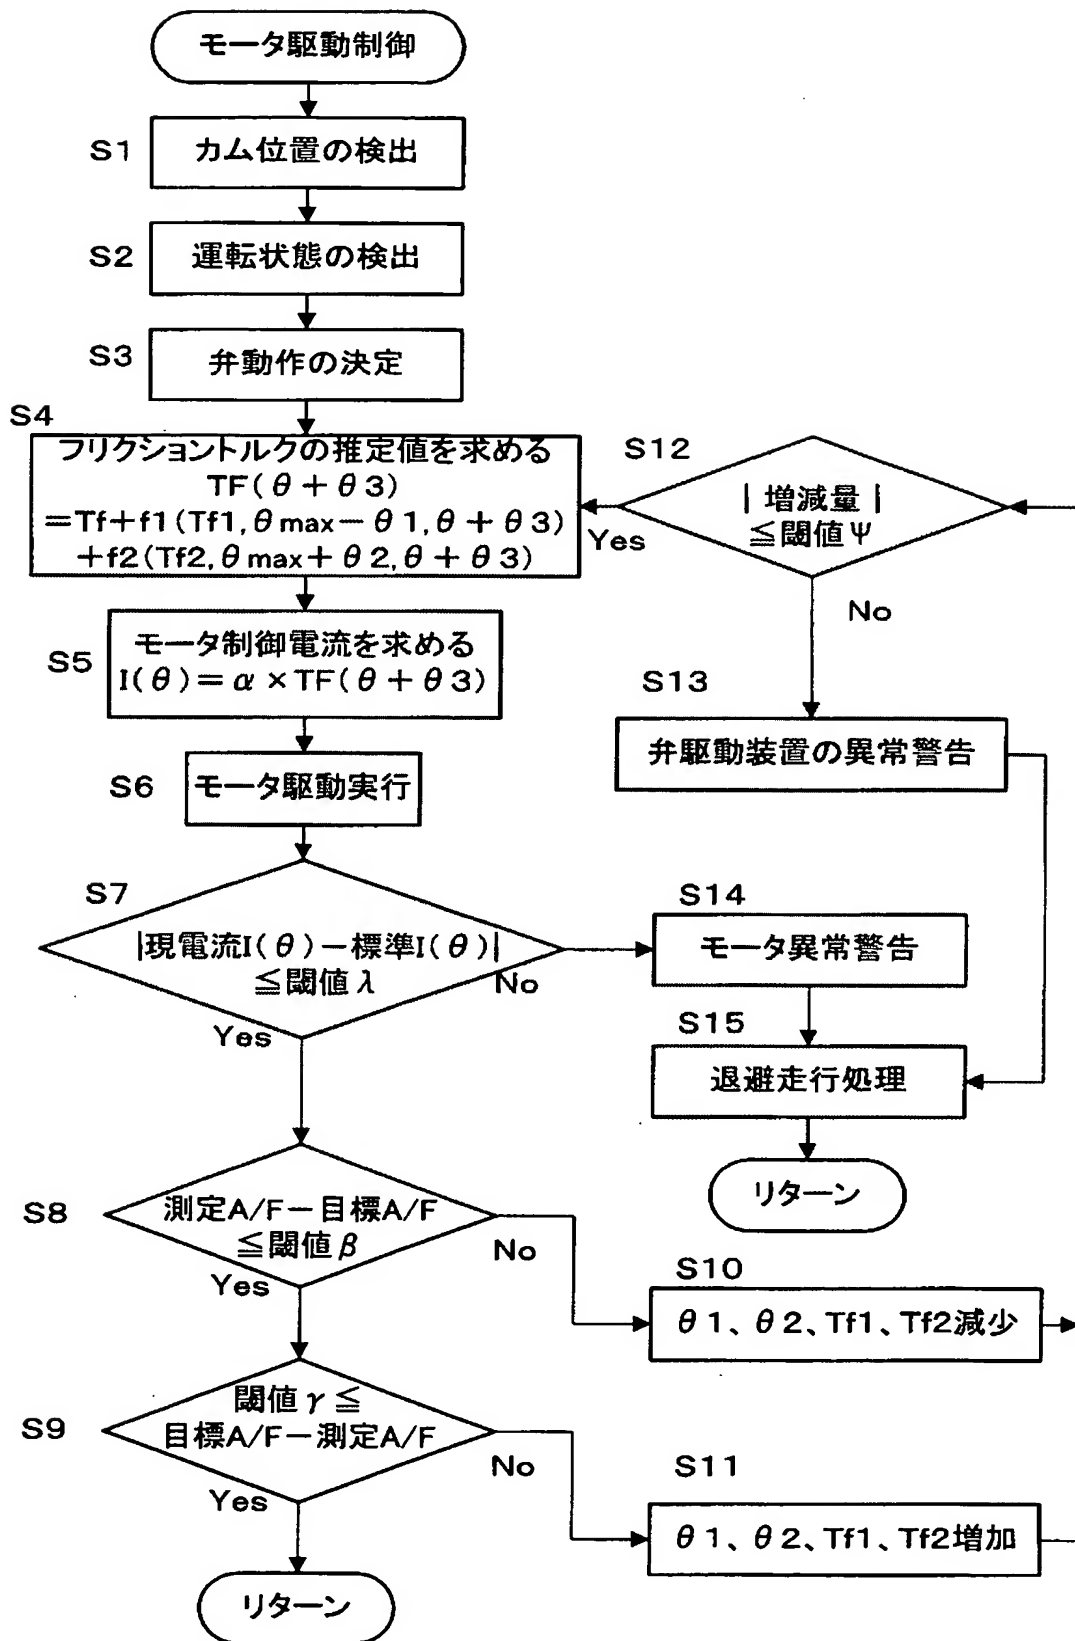 モータ駆動制御
S1
カム位置の検出
S2
運転状態の検出
S3
弁動作の決定
S4
フリクショントルクの推定値を求める
TF(θ+θ3)
=Tf+f1(Tf1,θmax-θ1,θ+θ3)
+f2(Tf2,θmax+θ2,θ+θ3)
S12
|増減量|
≦閾値Ψ
Yes
No
S5
モータ制御電流を求める
I(θ)=α×TF(θ+θ3)
S13
弁駆動装置の異常警告
S6
モータ駆動実行
S7
|現電流I(θ)-標準I(θ)|
≦閾値λ
No
Yes
S14
モータ異常警告
S15
退避走行処理
リターン
S8
測定A/F-目標A/F
≦閾値β
No
Yes
S10
θ1、θ2、Tf1、Tf2減少
S9
閾値γ≦
目標A/F-測定A/F
No
Yes
S11
θ1、θ2、Tf1、Tf2増加
リターン